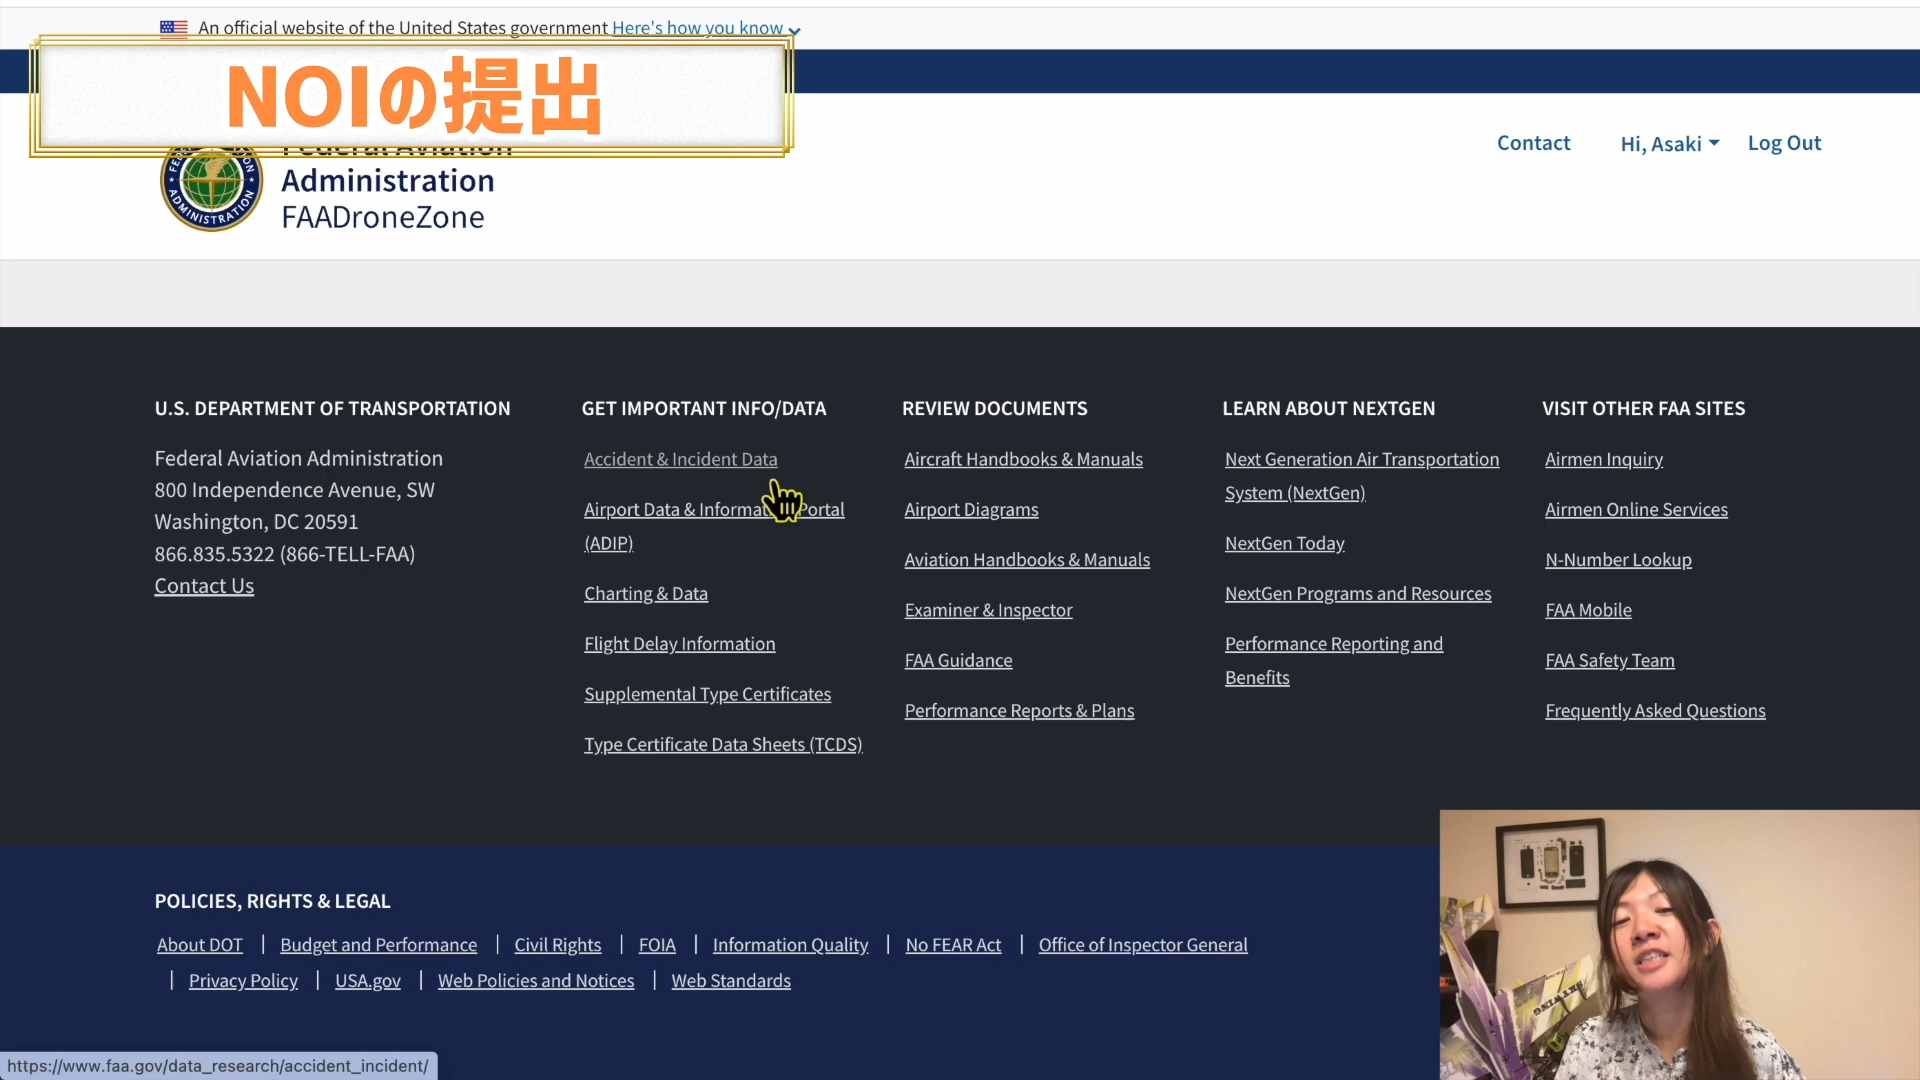 An official website of the United States government Here's how you know
NOIの提出
Federal Aviation
Administration
FAADroneZone
Contact
Hi, Asaki
Log Out
U.S. DEPARTMENT OF TRANSPORTATION
Federal Aviation Administration
800 Independence Avenue, SW
Washington, DC 20591
866.835.5322 (866-TELL-FAA)
Contact Us
GET IMPORTANT INFO/DATA
Accident & Incident Data
Airport Data & Information Portal
(ADIP)
Charting & Data
Flight Delay Information
Supplemental Type Certificates
Type Certificate Data Sheets (TCDS)
REVIEW DOCUMENTS
Aircraft Handbooks & Manuals
Airport Diagrams
Aviation Handbooks & Manuals
Examiner & Inspector
FAA Guidance
Performance Reports & Plans
LEARN ABOUT NEXTGEN
Next Generation Air Transportation
System (NextGen)
NextGen Today
NextGen Programs and Resources
Performance Reporting and
Benefits
VISIT OTHER FAA SITES
Airmen Inquiry
Airmen Online Services
N-Number Lookup
FAA Mobile
FAA Safety Team
Frequently Asked Questions
POLICIES, RIGHTS & LEGAL
About DOT | Budget and Performance | Civil Rights | FOIA | Information Quality | No FEAR Act | Office of Inspector General
| Privacy Policy | USA.gov | Web Policies and Notices | Web Standards
https://www.faa.gov/data_research/accident_incident/
SKYWING